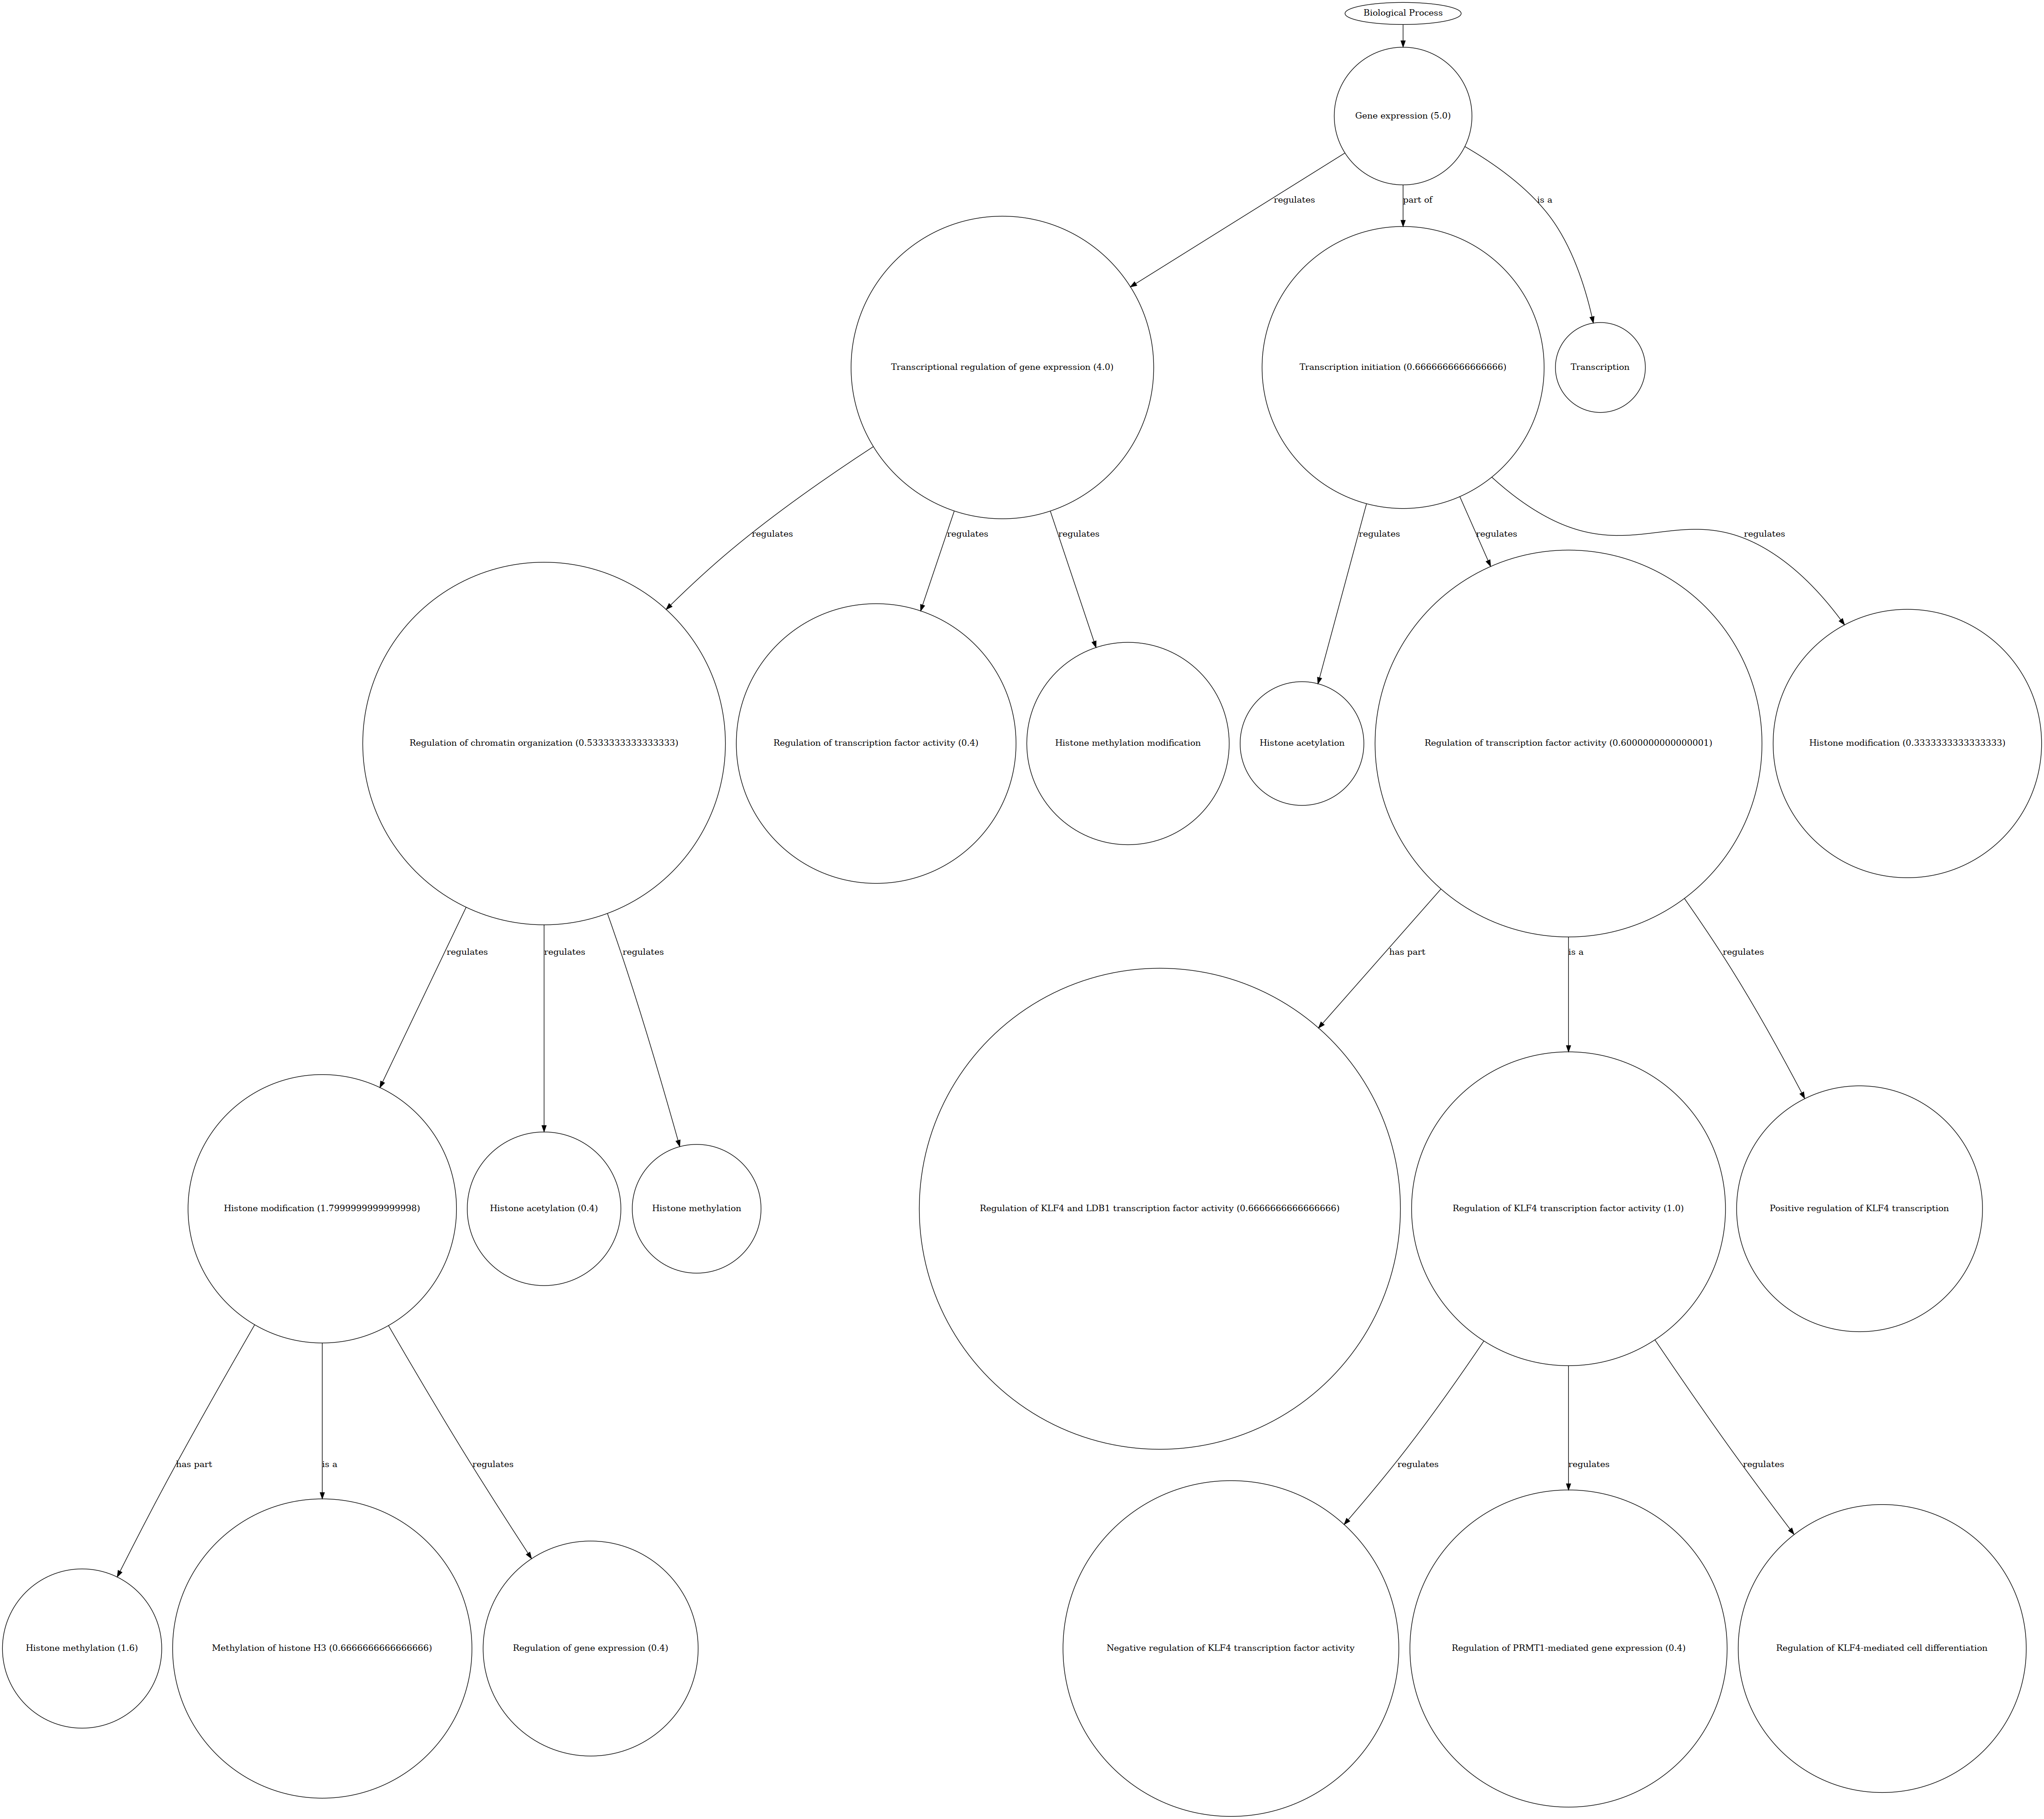 Biological Process
Gene expression (5.0)
regulates
part of
is a
Transcriptional regulation of gene expression (4.0)
Transcription initiation (0.6666666666666666)
Transcription
regulates
regulates
regulates
regulates
regulates
regulates
Regulation of chromatin organization (0.5333333333333333)
Regulation of transcription factor activity (0.4)
Histone methylation modification
Histone acetylation
Regulation of transcription factor activity (0.6000000000000001)
Histone modification (0.3333333333333333)
regulates
regulates
regulates
has part
is a
regulates
Histone modification (1.7999999999999998)
Histone acetylation (0.4)
Histone methylation
Regulation of KLF4 and LDB1 transcription factor activity (0.6666666666666666)
Regulation of KLF4 transcription factor activity (1.0)
Positive regulation of KLF4 transcription
has part
is a
regulates
regulates
regulates
regulates
Histone methylation (1.6)
Methylation of histone H3 (0.6666666666666666)
Regulation of gene expression (0.4)
Negative regulation of KLF4 transcription factor activity
Regulation of PRMT1-mediated gene expression (0.4)
Regulation of KLF4-mediated cell differentiation